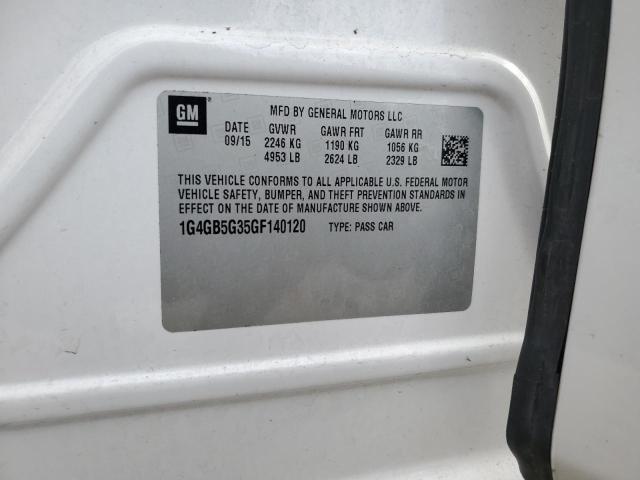 GM
MFD BY GENERAL MOTORS LLC
DATE GVWR GAWR FRT GAWR RR
09/15 2246 KG 1190 KG 1056 KG
4953 LB 2624 LB 2329 LB
THIS VEHICLE CONFORMS TO ALL APPLICABLE U.S. FEDERAL MOTOR
VEHICLE SAFETY, BUMPER, AND THEFT PREVENTION STANDARDS IN
EFFECT ON THE DATE OF MANUFACTURE SHOWN ABOVE.
1G4GB5G35GF140120 TYPE: PASS CAR